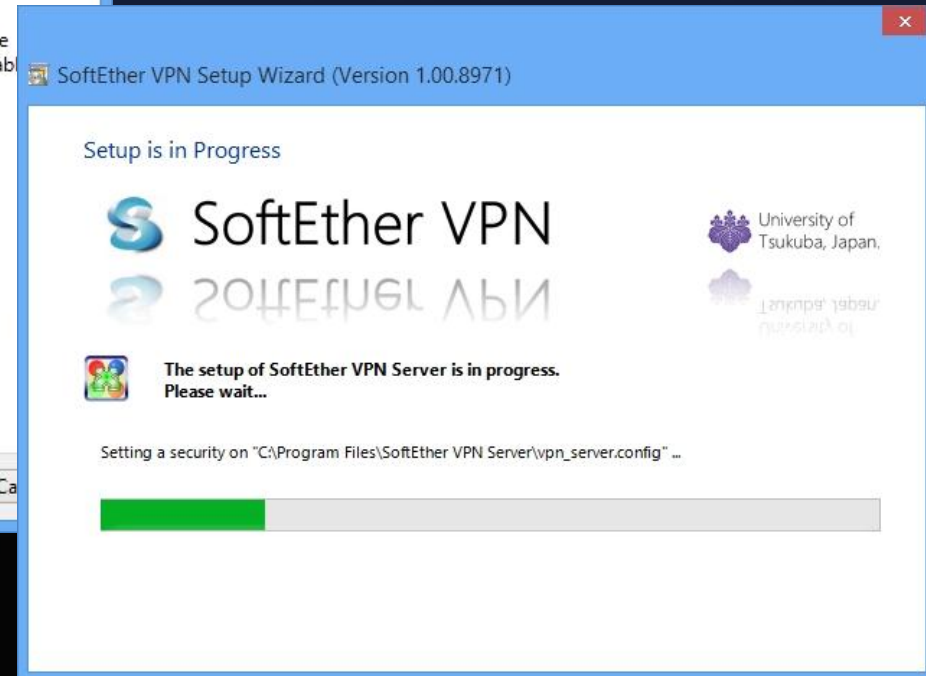 SoftEther VPN Setup Wizard (Version 1.00.8971)
Setup is in Progress
SoftEther VPN
University of
Tsukuba, Japan.
The setup of SoftEther VPN Server is in progress.
Please wait...
Setting a security on "C:\Program Files\SoftEther VPN Server\vpn_server.config" ...